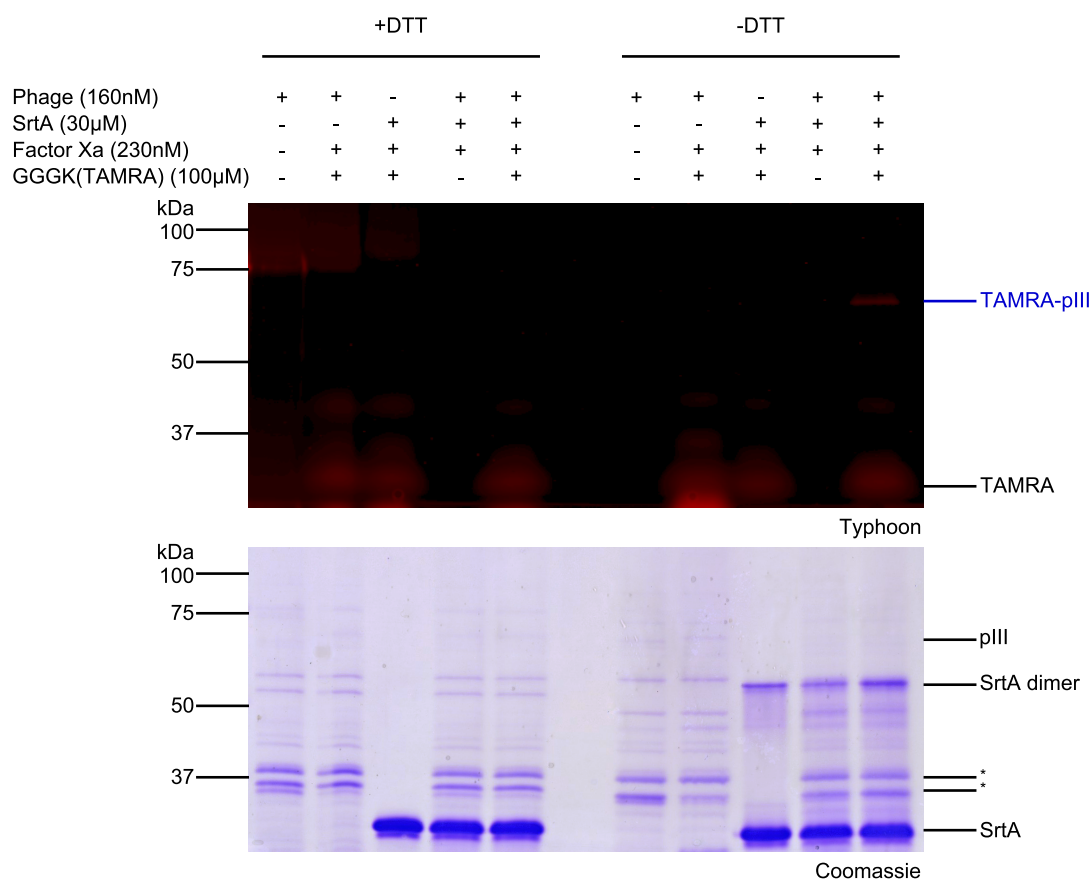 +DTT -DTT
Phage (160nM) + + - + + + + - + +
SrtA (30µM) - - + + + - - + + +
Factor Xa (230nM) - + + + + - + + + +
GGGK(TAMRA) (100µM) - + + - + - + + - +
kDa
100
75
TAMRA-pIII
50
37
TAMRA
Typhoon
kDa
100
75
pIII
SrtA dimer
50
37
*
*
SrtA
Coomassie